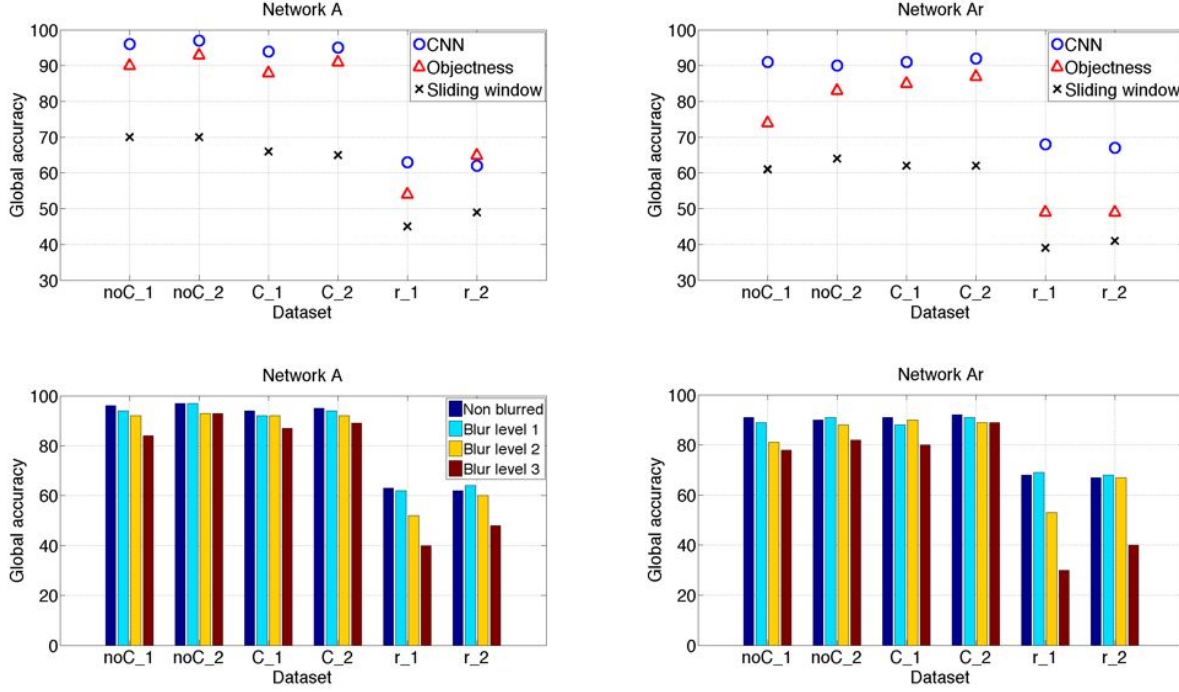 Network A
100
90
80
70
60
50
40
30
Global accuracy
CNN
Objectness
Sliding window
noC_1 noC_2 C_1 C_2 r_1 r_2
Dataset
Network Ar
100
90
80
70
60
50
40
30
Global accuracy
CNN
Objectness
Sliding window
noC_1 noC_2 C_1 C_2 r_1 r_2
Dataset
Network A
100
80
60
40
20
0
Global accuracy
Non blurred
Blur level 1
Blur level 2
Blur level 3
noC_1 noC_2 C_1 C_2 r_1 r_2
Dataset
Network Ar
100
80
60
40
20
0
Global accuracy
noC_1 noC_2 C_1 C_2 r_1 r_2
Dataset